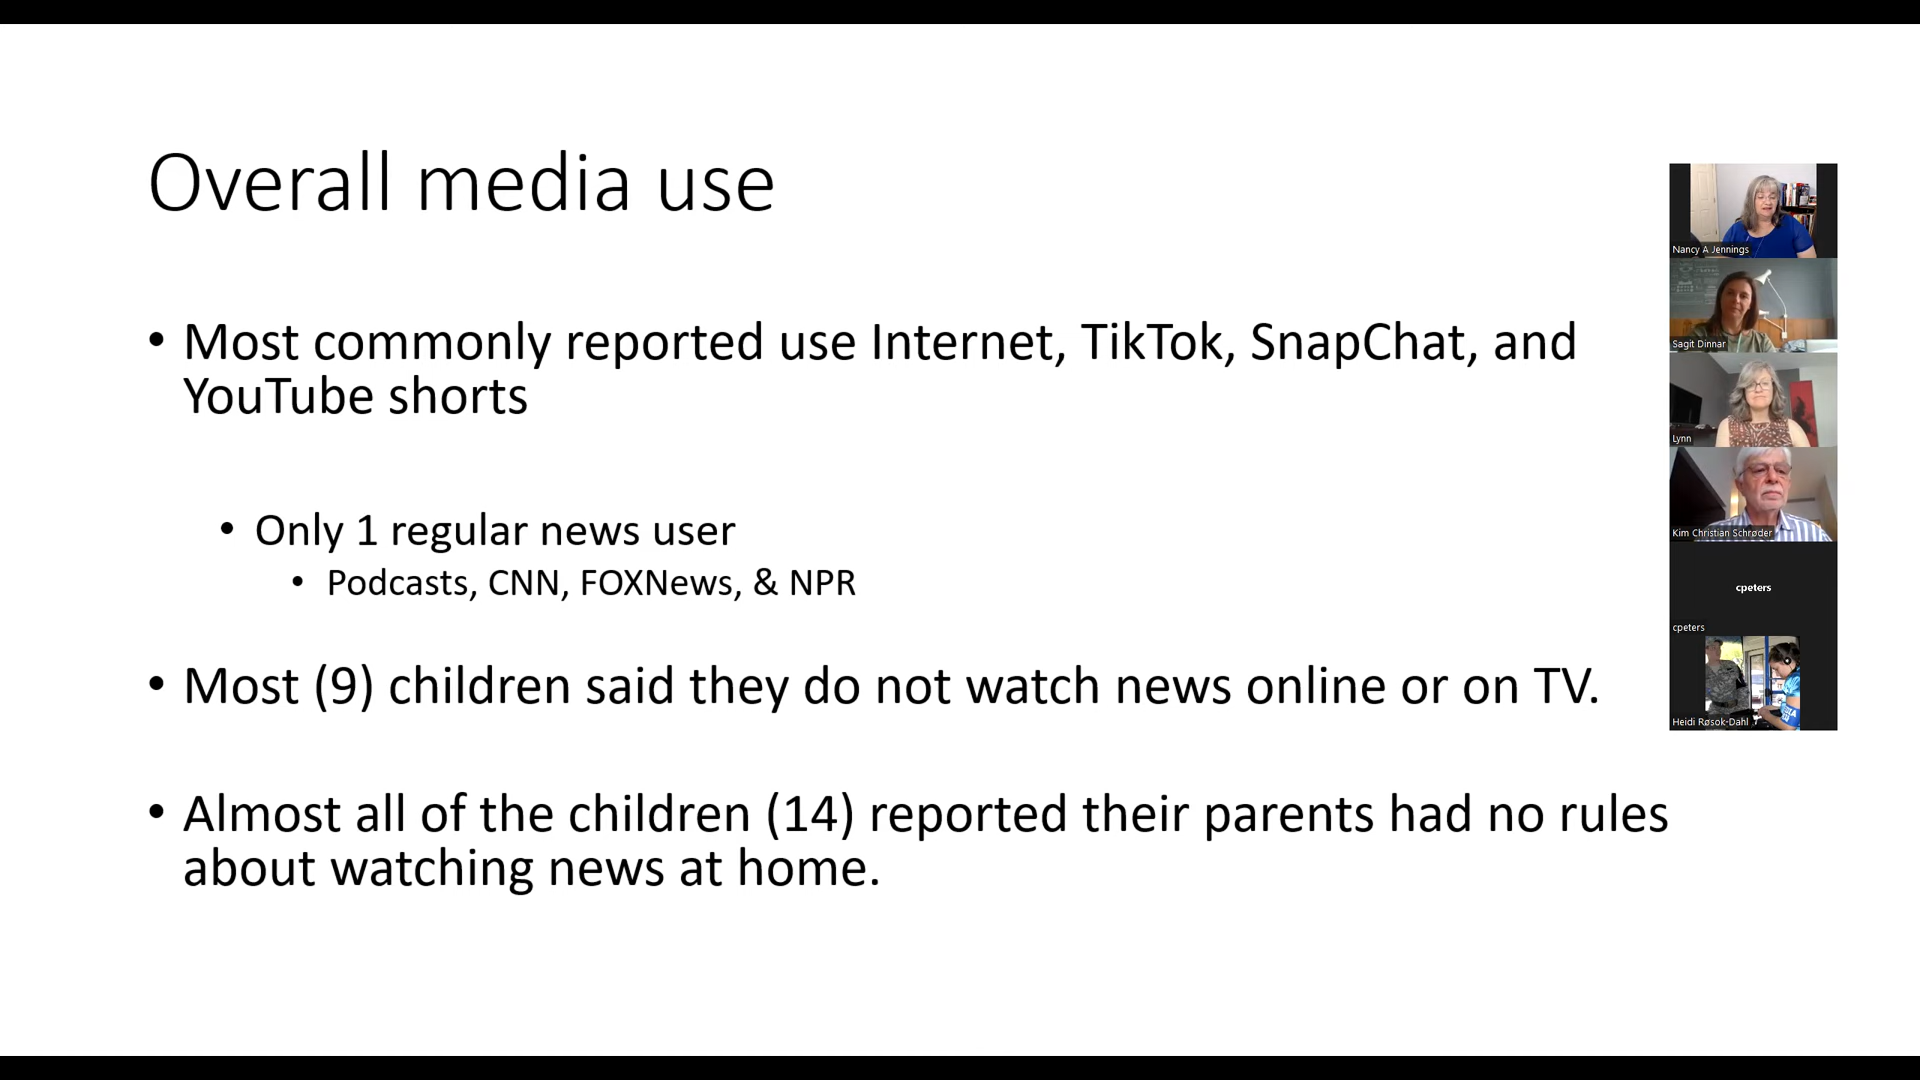 Overall media use
• Most commonly reported use Internet, TikTok, SnapChat, and
YouTube shorts
• Only 1 regular news user
• Podcasts, CNN, FOXNews, & NPR
• Most (9) children said they do not watch news online or on TV.
• Almost all of the children (14) reported their parents had no rules
about watching news at home.
Nancy A Jennings
Sagit Dinnar
Lynn
Kim Christian Schrøder
cpeters
cpeters
Heidi Røsok-Dahl